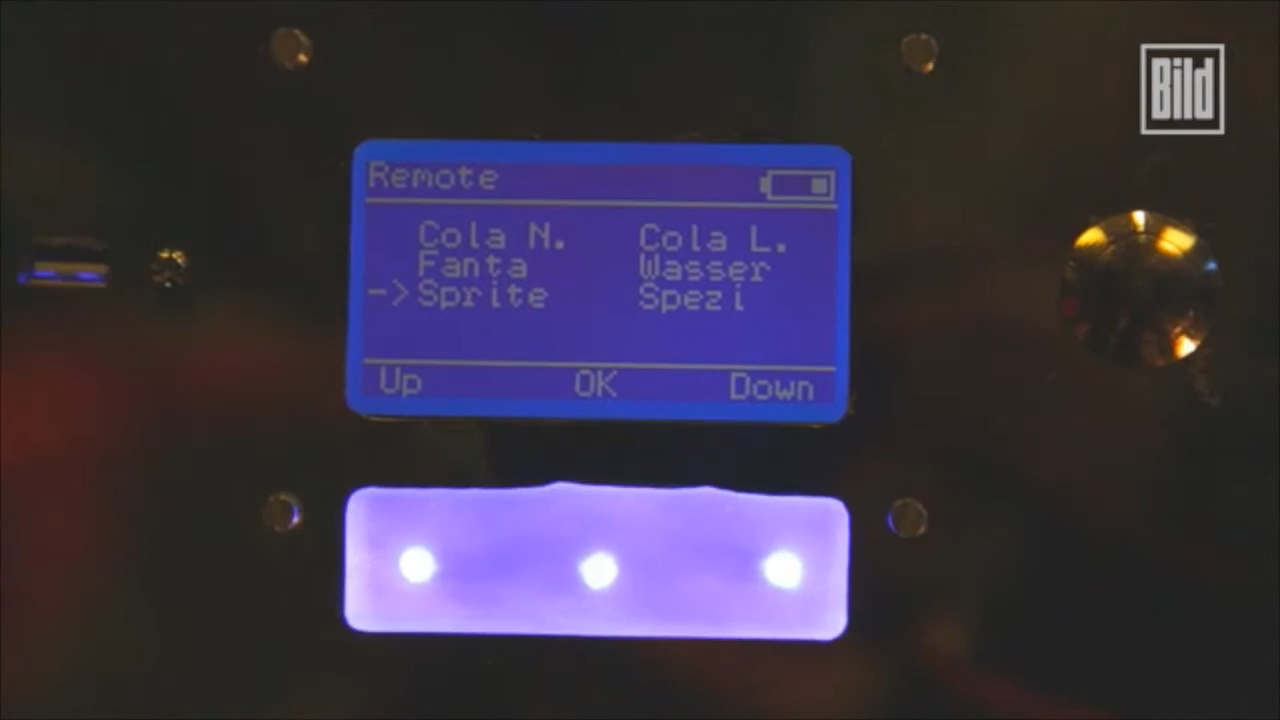 Bild
Remote
Cola N. Cola L.
Fanta Wasser
->Sprite Spezi
Up OK Down